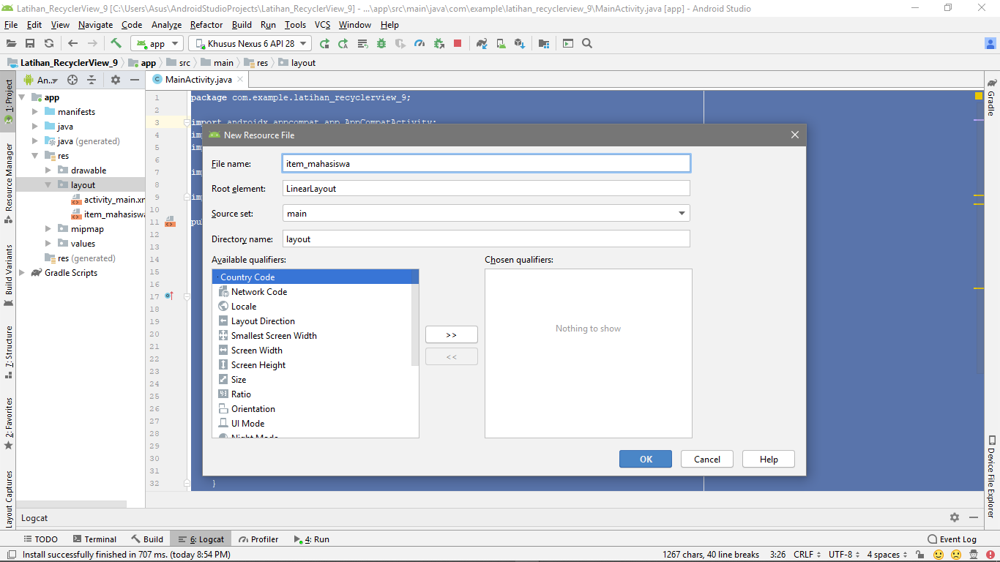 Latihan_RecyclerView_9 [C:\Users\Asus\AndroidStudioProjects\Latihan_RecyclerView_9] - ...\app\src\main\java\com\example\latihan_recyclerview_9\MainActivity.java [app] - Android Studio
File Edit View Navigate Code Analyze Refactor Build Run Tools VCS Window Help
app Khusus Nexus 6 API 28
Latihan_RecyclerView_9 app src main res layout
An.. MainActivity.java
1: Project
Resource Manager
Build Variants
7: Structure
2: Favorites
Layout Captures
app
manifests
java
java (generated)
res
drawable
layout
activity_main.xm
item_mahasiswa
mipmap
values
res (generated)
Gradle Scripts
1 package com.example.latihan_recyclerview_9;
2
3 import androidx.appcompat.app.AppCompatActivity;
4 im
5 im
6
7 im
8
9 im
10
11 pu
12
13
14
15
16
17
18
19
20
21
22
23
24
25
26
27
28
29
30
31
32 }
New Resource File
File name: item_mahasiswa
Root element: LinearLayout
Source set: main
Directory name: layout
Available qualifiers: Chosen qualifiers:
Country Code
Network Code
Locale
Layout Direction
Smallest Screen Width
Screen Width
Screen Height
Size
Ratio
Orientation
UI Mode
Night Mode
>>
<<
Nothing to show
OK Cancel Help
Gradle
Device File Explorer
Logcat
TODO Terminal Build 6: Logcat Profiler 4: Run Event Log
Install successfully finished in 707 ms. (today 8:54 PM) 1267 chars, 40 line breaks 3:26 CRLF UTF-8 4 spaces